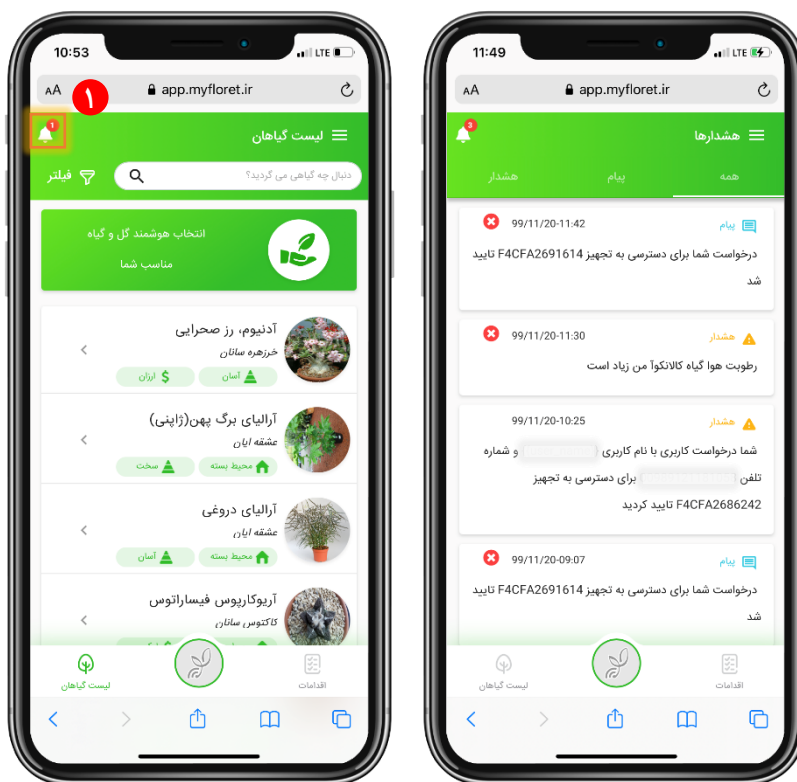 10:53
LTE
AA
app.myfloret.ir
۱
1
لیست گیاهان
دنبال چه گیاهی می گردید؟
فیلتر
انتخاب هوشمند گل و گیاه
مناسب شما
آدنیوم، رز صحرایی
خرزهره سانان
آسان
$ ارزان
آرالیای برگ پهن(ژاپنی)
عشقه ایان
محیط بسته
سخت
آرالیای دروغی
عشقه ایان
محیط بسته
آسان
آریوکارپوس فیساراتوس
کاکتوس سانان
اقدامات
لیست گیاهان
11:49
LTE
AA
app.myfloret.ir
3
هشدارها
همه
پیام
هشدار
پیام
99/11/20-11:42
درخواست شما برای دسترسی به تجهیز F4CFA2691614 تایید
شد
هشدار
99/11/20-11:30
رطوبت هوا گیاه کالانکوآ من زیاد است
هشدار
99/11/20-10:25
شما درخواست کاربری با نام کاربری ( و شماره
تلفن برای دسترسی به تجهیز
F4CFA2686242 تایید کردید
پیام
99/11/20-09:07
درخواست شما برای دسترسی به تجهیز F4CFA2691614 تایید
شد
اقدامات
لیست گیاهان